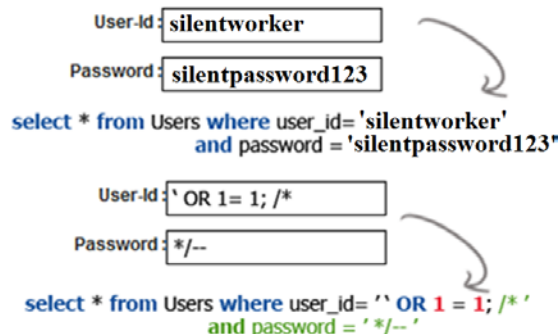 User-Id: silentworker
Password: silentpassword123
select * from Users where user_id= 'silentworker'
and password = 'silentpassword123"
User-Id: ` OR 1= 1; /*
Password: */--
select * from Users where user_id= ′` OR 1 = 1; /* '
and password = ' */-- '